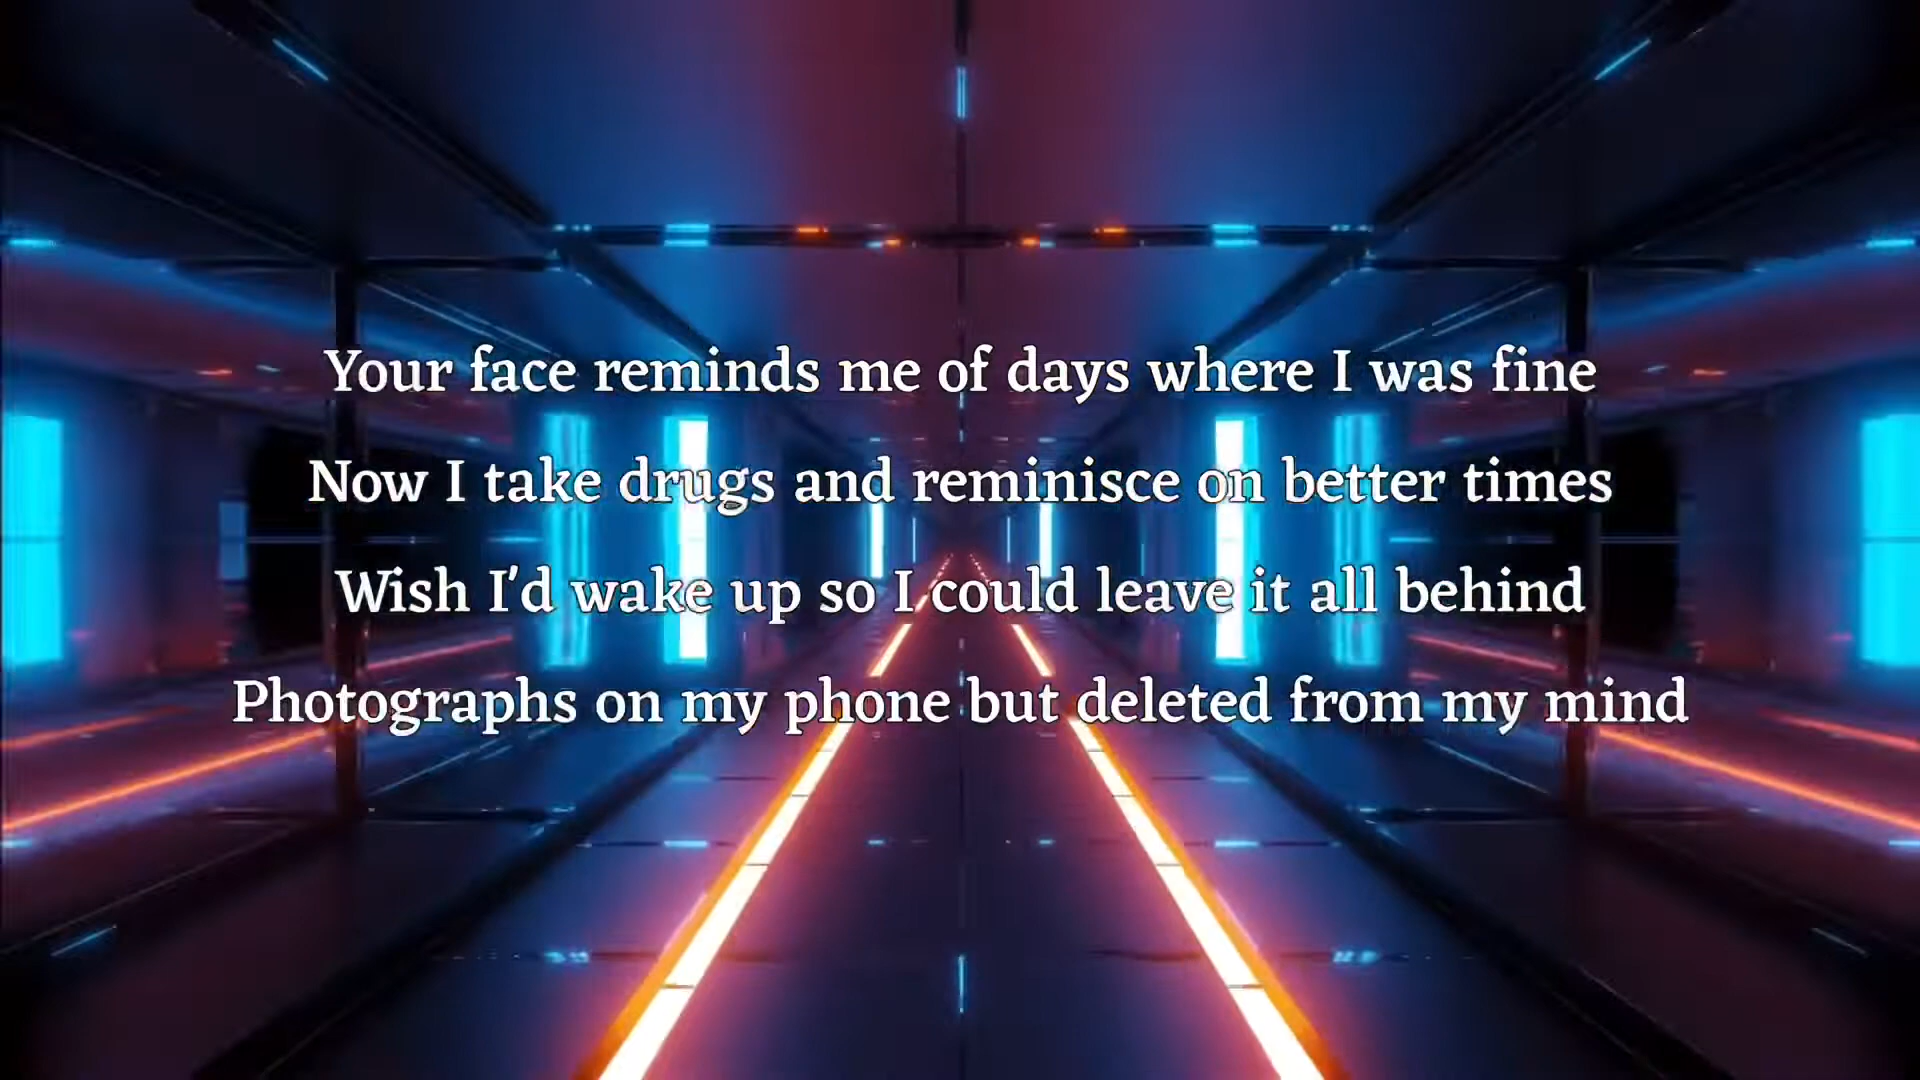 Your face reminds me of days where I was fine
Now I take drugs and reminisce on better times
Wish I'd wake up so I could leave it all behind
Photographs on my phone but deleted from my mind